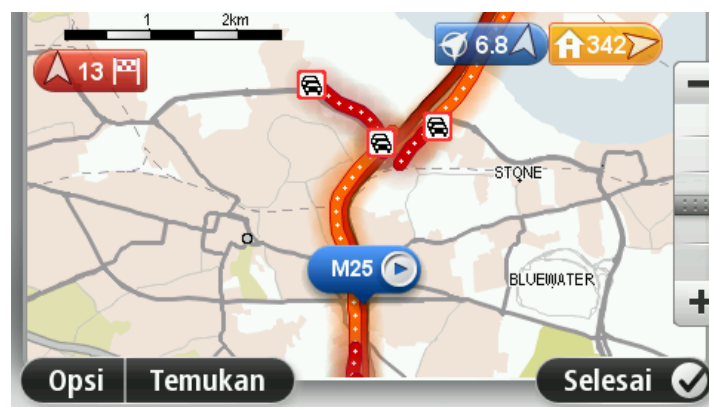 1 2km
6.8
342
13
STONE
M25
BLUEWATER
Opsi
Temukan
Selesai